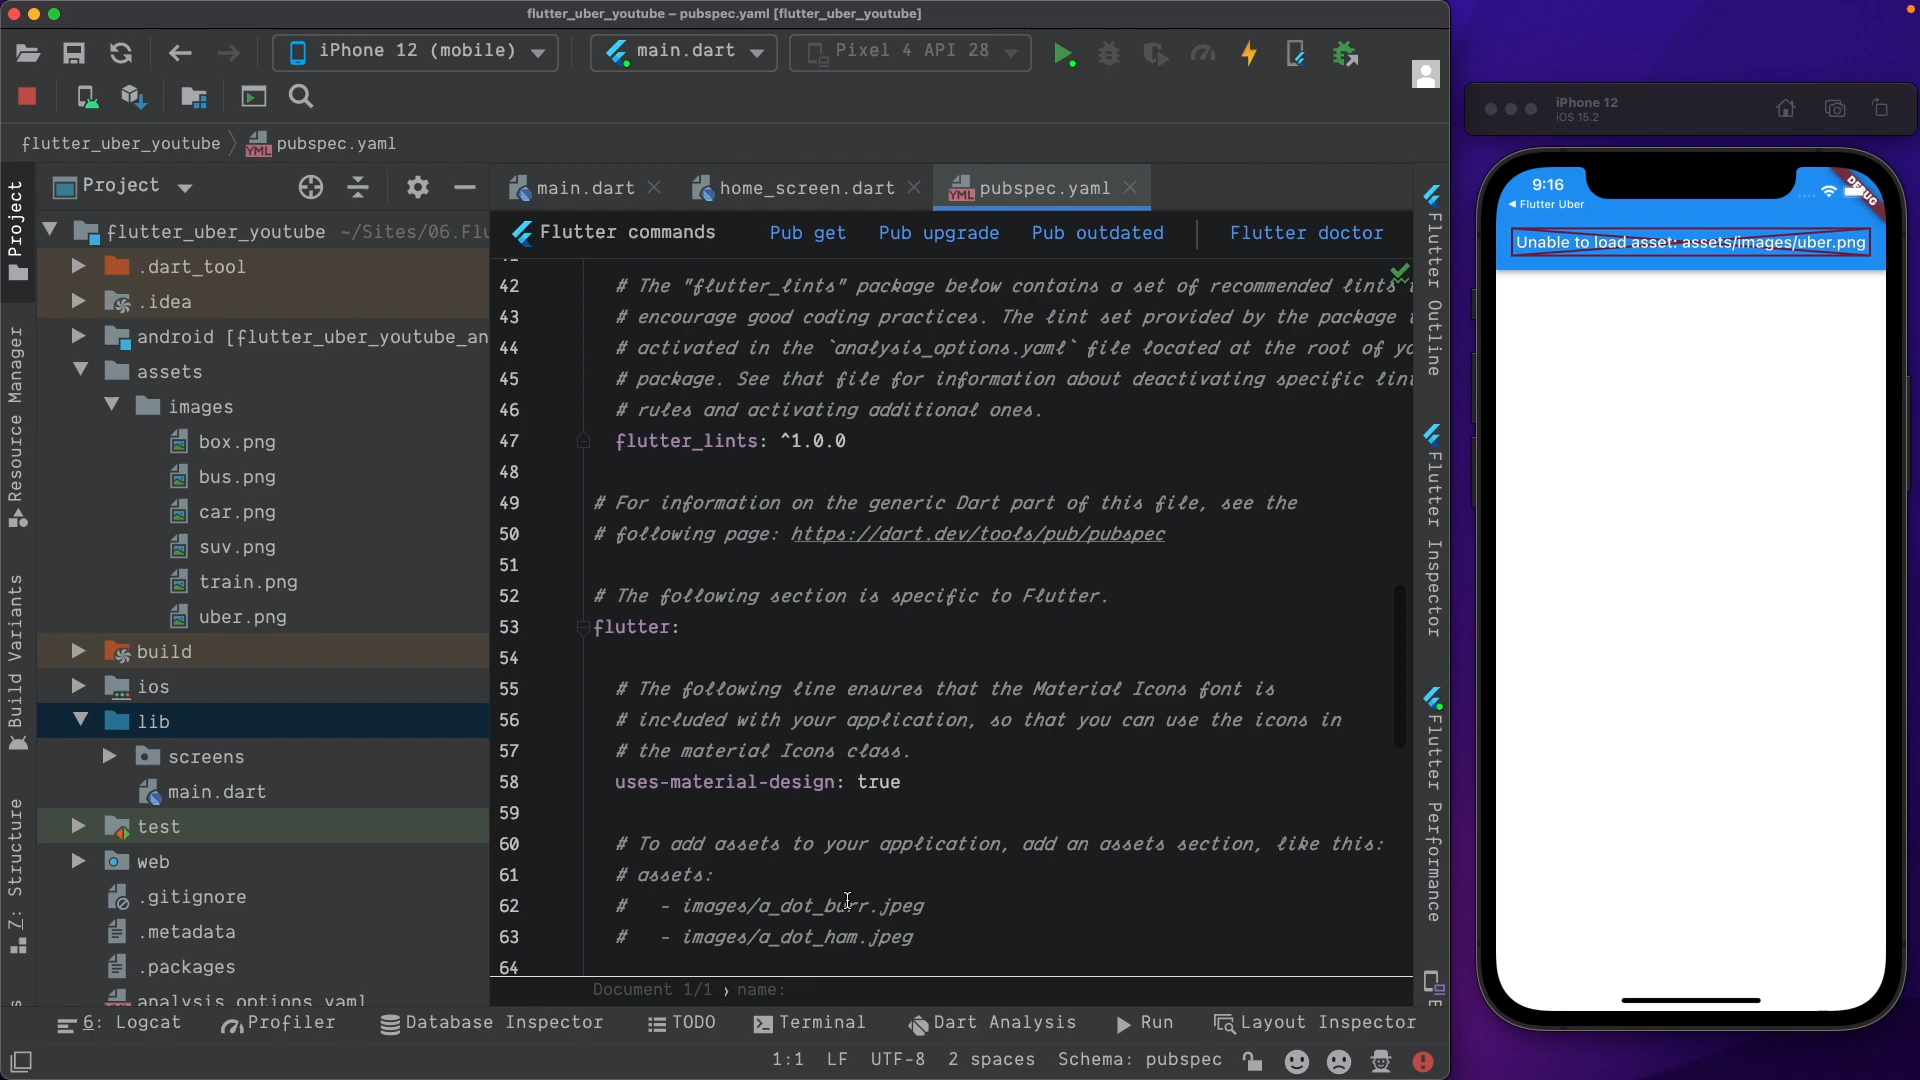 flutter_uber_youtube – pubspec.yaml [flutter_uber_youtube]
iPhone 12 (mobile)
main.dart
Pixel 4 API 28
flutter_uber_youtube
pubspec.yaml
Project
main.dart
home_screen.dart
pubspec.yaml
Flutter commands
Pub get
Pub upgrade
Pub outdated
Flutter doctor
Project
Resource Manager
Build Variants
Z: Structure
flutter_uber_youtube ~/Sites/06.Flu
.dart_tool
.idea
android [flutter_uber_youtube_an
assets
images
box.png
bus.png
car.png
suv.png
train.png
uber.png
build
ios
lib
screens
main.dart
test
web
.gitignore
.metadata
.packages
analysis_options.yaml
42 # The "flutter_lints" package below contains a set of recommended lints
43 # encourage good coding practices. The lint set provided by the package
44 # activated in the `analysis_options.yaml` file located at the root of yo
45 # package. See that file for information about deactivating specific lin
46 # rules and activating additional ones.
47 flutter_lints: ^1.0.0
48
49 # For information on the generic Dart part of this file, see the
50 # following page: https://dart.dev/tools/pub/pubspec
51
52 # The following section is specific to Flutter.
53 flutter:
54
55 # The following line ensures that the Material Icons font is
56 # included with your application, so that you can use the icons in
57 # the material Icons class.
58 uses-material-design: true
59
60 # To add assets to your application, add an assets section, like this:
61 # assets:
62 #   - images/a_dot_burr.jpeg
63 #   - images/a_dot_ham.jpeg
64
Document 1/1 › name:
Flutter Outline
Flutter Inspector
Flutter Performance
6: Logcat
Profiler
Database Inspector
TODO
Terminal
Dart Analysis
Run
Layout Inspector
1:1 LF UTF-8 2 spaces Schema: pubspec
iPhone 12
iOS 15.2
9:16
Flutter Uber
DEBUG
Unable to load asset: assets/images/uber.png